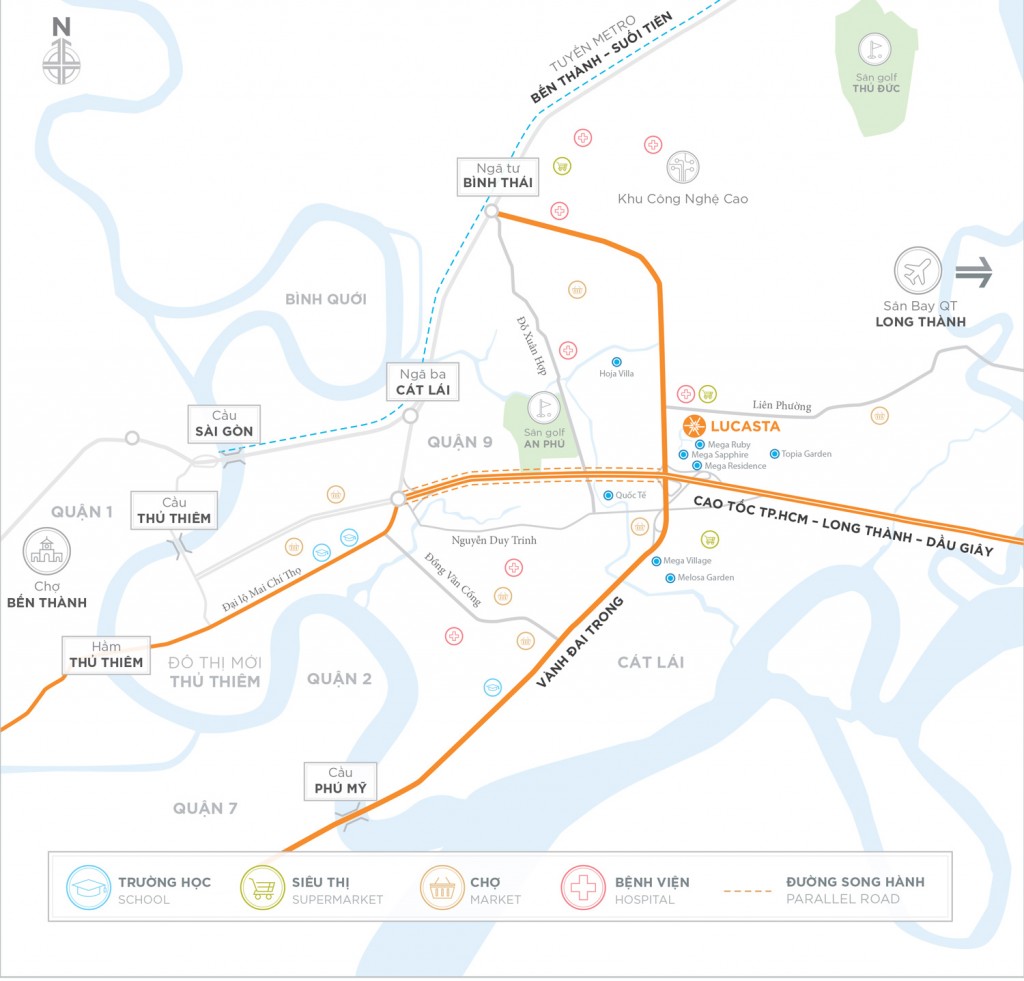 N
TUYẾN METRO
BẾN THÀNH – SUỐI TIÊN
Sân golf
THỦ ĐỨC
Ngã tư
BÌNH THÁI
Khu Công Nghệ Cao
BÌNH QUỚI
Sân Bay QT
LONG THÀNH
Đỗ Xuân Hợp
Hoja Villa
Ngã ba
CÁT LÁI
Liên Phường
Cầu
SÀI GÒN
QUẬN 9
Sân golf
AN PHÚ
LUCASTA
Mega Ruby
Mega Sapphire
Topia Garden
Mega Residence
QUẬN 1
Cầu
THỦ THIÊM
Quốc Tế
CAO TỐC TP.HCM – LONG THÀNH – DẦU GIÂY
Nguyễn Duy Trinh
Chợ
BẾN THÀNH
Đại lộ Mai Chí Thọ
Đồng Văn Cống
Mega Village
Melosa Garden
Hầm
THỦ THIÊM
ĐÔ THỊ MỚI
THỦ THIÊM
QUẬN 2
VÀNH ĐAI TRONG
CÁT LÁI
Cầu
PHÚ MỸ
QUẬN 7
TRƯỜNG HỌC
SCHOOL
SIÊU THỊ
SUPERMARKET
CHỢ
MARKET
BỆNH VIỆN
HOSPITAL
ĐƯỜNG SONG HÀNH
PARALLEL ROAD